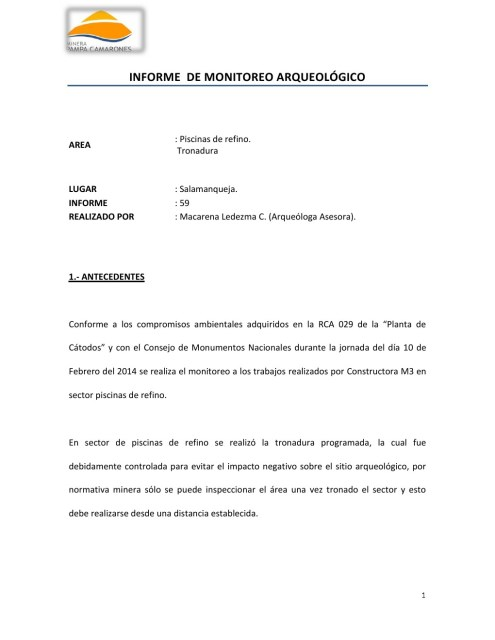 MINERA
PAMPA CAMARONES
INFORME DE MONITOREO ARQUEOLÓGICO
AREA : Piscinas de refino.
Tronadura
LUGAR : Salamanqueja.
INFORME : 59
REALIZADO POR : Macarena Ledezma C. (Arqueóloga Asesora).
1.- ANTECEDENTES
Conforme a los compromisos ambientales adquiridos en la RCA 029 de la “Planta de
Cátodos” y con el Consejo de Monumentos Nacionales durante la jornada del día 10 de
Febrero del 2014 se realiza el monitoreo a los trabajos realizados por Constructora M3 en
sector piscinas de refino.
En sector de piscinas de refino se realizó la tronadura programada, la cual fue
debidamente controlada para evitar el impacto negativo sobre el sitio arqueológico, por
normativa minera sólo se puede inspeccionar el área una vez tronado el sector y esto
debe realizarse desde una distancia establecida.
1